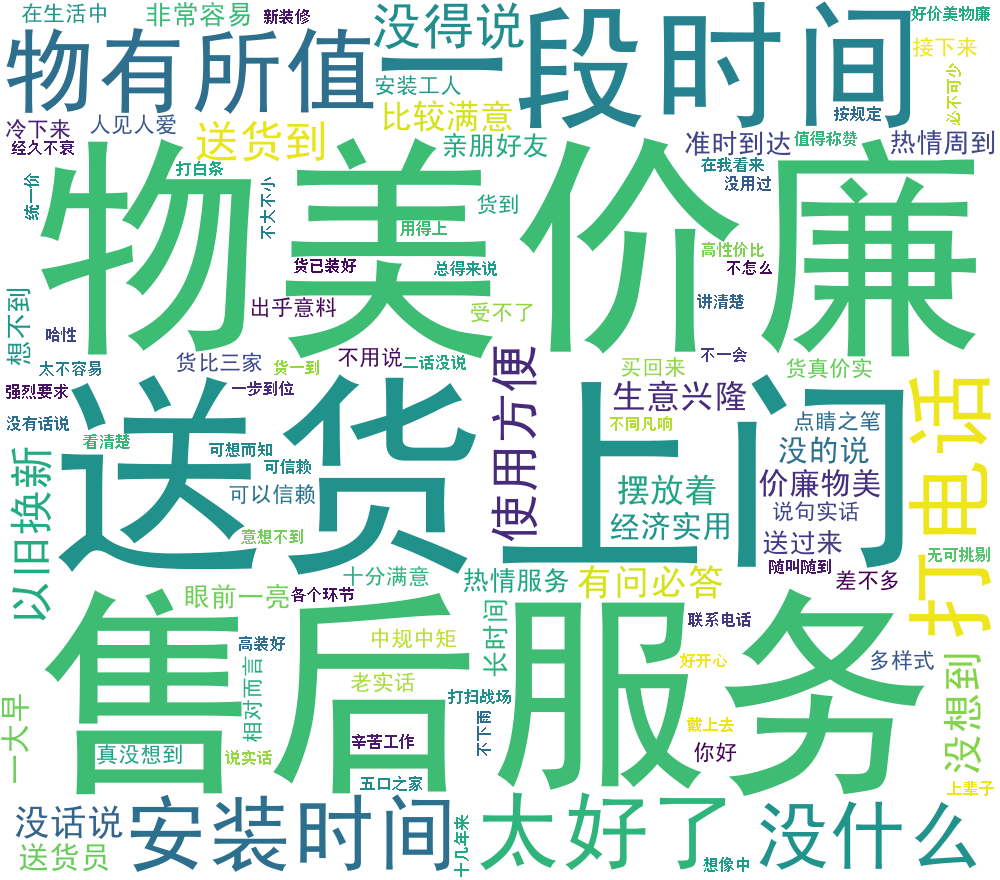 在生活中
非常容易
新装修
没得说
一段时间
好价美物廉
物有所值
接下来
安装工人
必不可少
比较满意
按规定
冷下来
人见人爱
送货到
亲朋好友
准时到达
值得称赞
热情周到
经久不衰
打白条
在我看来
没用过
统一价
不大不小
货到
物美价廉
用得上
高性价比
货已装好
总得来说
不怎么
想不到
出乎意料
受不了
讲清楚
哈性
货比三家
不用说
二话没说
不一会
太不容易
货一到
买回来
货真价实
强烈要求
一步到位
使用方便
生意兴隆
打电话
送货上门
没有话说
不同凡响
点睛之笔
看清楚
可想而知
没的说
以旧换新
可信赖
可以信赖
摆放着
价廉物美
说句实话
经济实用
意想不到
送过来
无可挑剔
随叫随到
十分满意
热情服务
有问必答
差不多
眼前一亮
各个环节
售后服务
长时间
联系电话
高装好
中规中矩
相对而言
好开心
多样式
没想到
老实话
打扫战场
一大早
戴上去
不下雨
辛苦工作
真没想到
说实话
你好
五口之家
上辈子
没话说
安装时间
太好了
没什么
送货员
十几年来
想像中